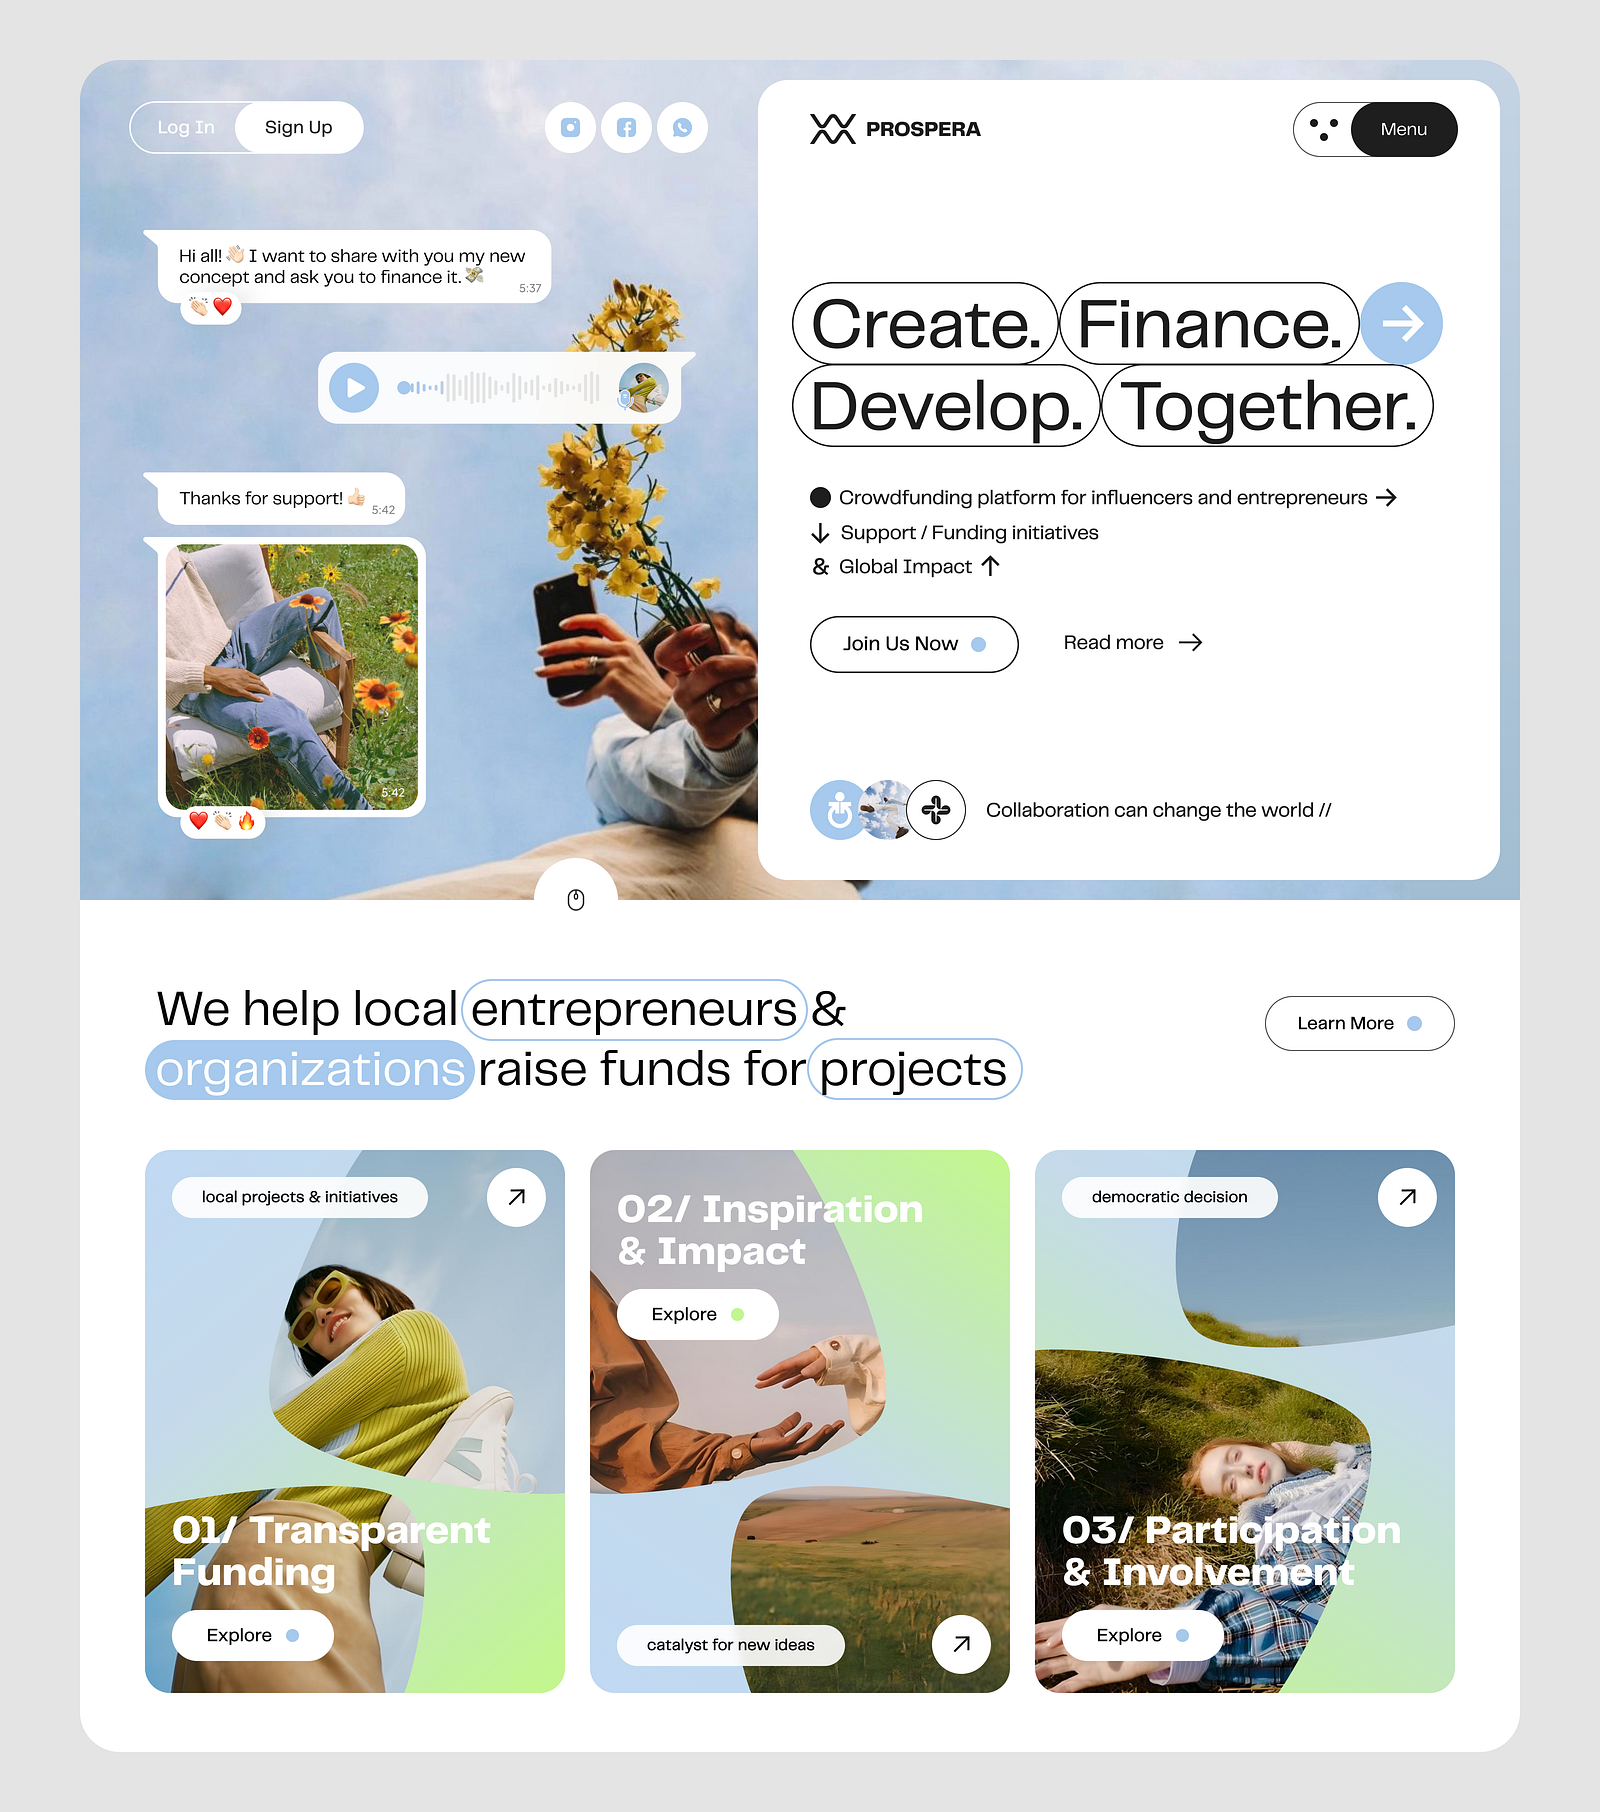 Log In
Sign Up
PROSPERA
Menu
Hi all! 👋🏻 I want to share with you my new
concept and ask you to finance it. 💸
5:37
👏🏻❤️
Thanks for support! 👍🏻
5:42
5:42
❤️👏🏻🔥
Create. Finance. →
Develop. Together.
Crowdfunding platform for influencers and entrepreneurs →
↓ Support / Funding initiatives
& Global Impact ↑
Join Us Now
Read more →
Collaboration can change the world //
We help local entrepreneurs &
organizations raise funds for projects
Learn More
local projects & initiatives
01/ Transparent
Funding
Explore
02/ Inspiration
& Impact
Explore
catalyst for new ideas
democratic decision
03/ Participation
& Involvement
Explore